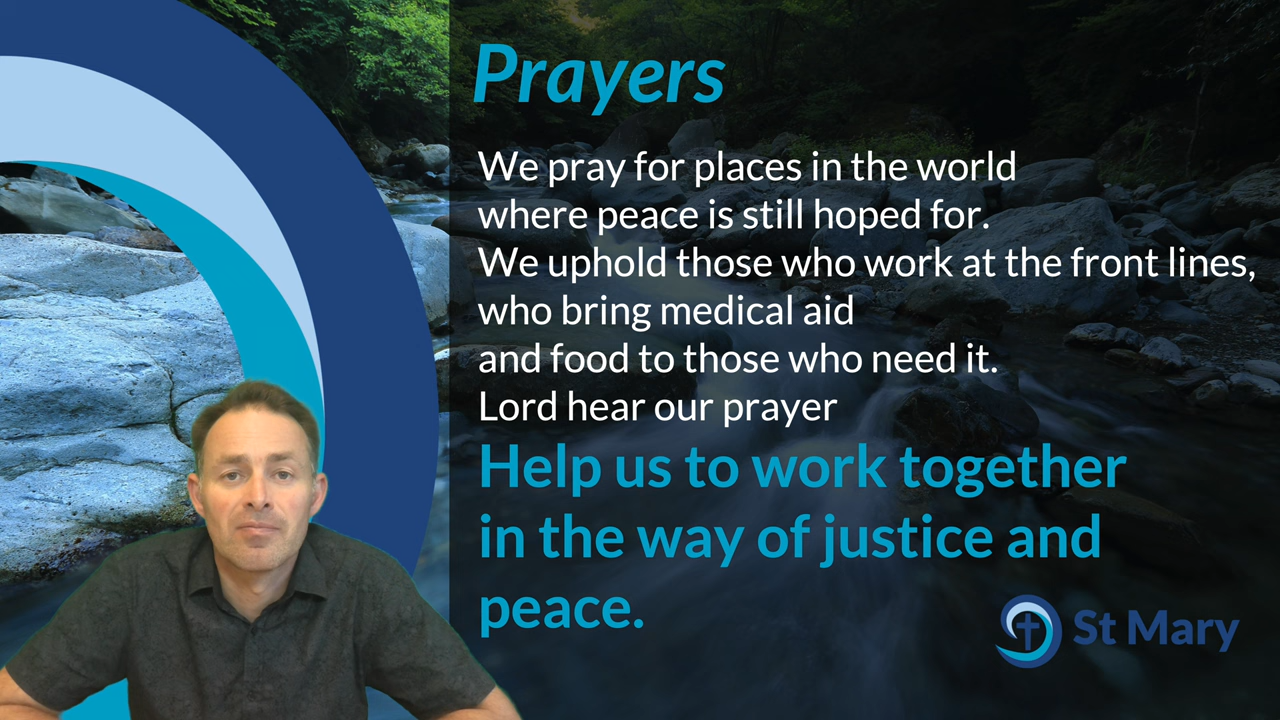 Prayers
We pray for places in the world
where peace is still hoped for.
We uphold those who work at the front lines,
who bring medical aid
and food to those who need it.
Lord hear our prayer
Help us to work together
in the way of justice and
peace.
St Mary